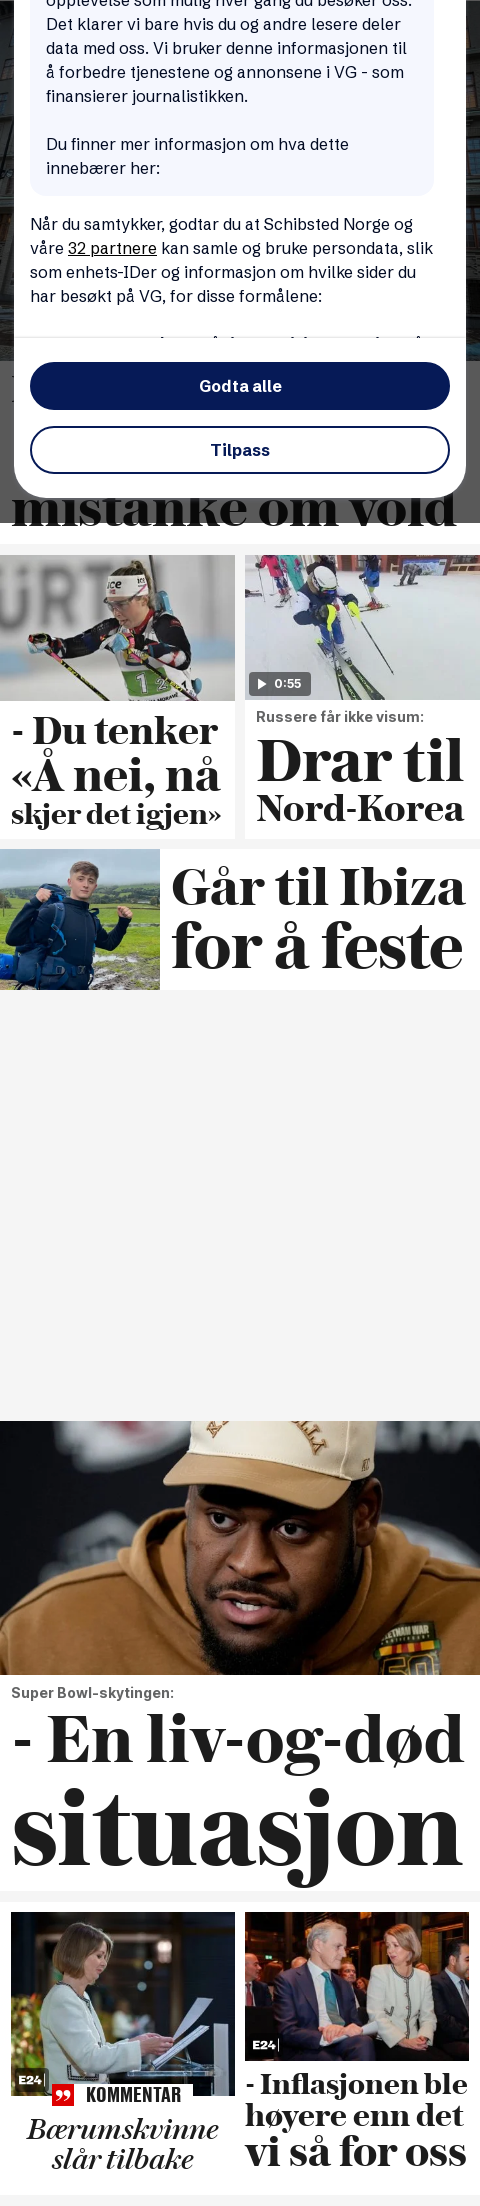 opplevelse som mulig hver gang du besøker oss.
Det klarer vi bare hvis du og andre lesere deler
data med oss. Vi bruker denne informasjonen til
å forbedre tjenestene og annonsene i VG - som
finansierer journalistikken.
Du finner mer informasjon om hva dette
innebærer her:
Når du samtykker, godtar du at Schibsted Norge og
våre 32 partnere kan samle og bruke persondata, slik
som enhets-IDer og informasjon om hvilke sider du
har besøkt på VG, for disse formålene:
Godta alle
Tilpass
mistanke om vold
0:55
- Du tenker
«Å nei, nå
skjer det igjen»
Russere får ikke visum:
Drar til
Nord-Korea
Går til Ibiza
for å feste
Super Bowl-skytingen:
- En liv-og-død
situasjon
E24
KOMMENTAR
Bærumskvinne
slår tilbake
E24
- Inflasjonen ble
høyere enn det
vi så for oss